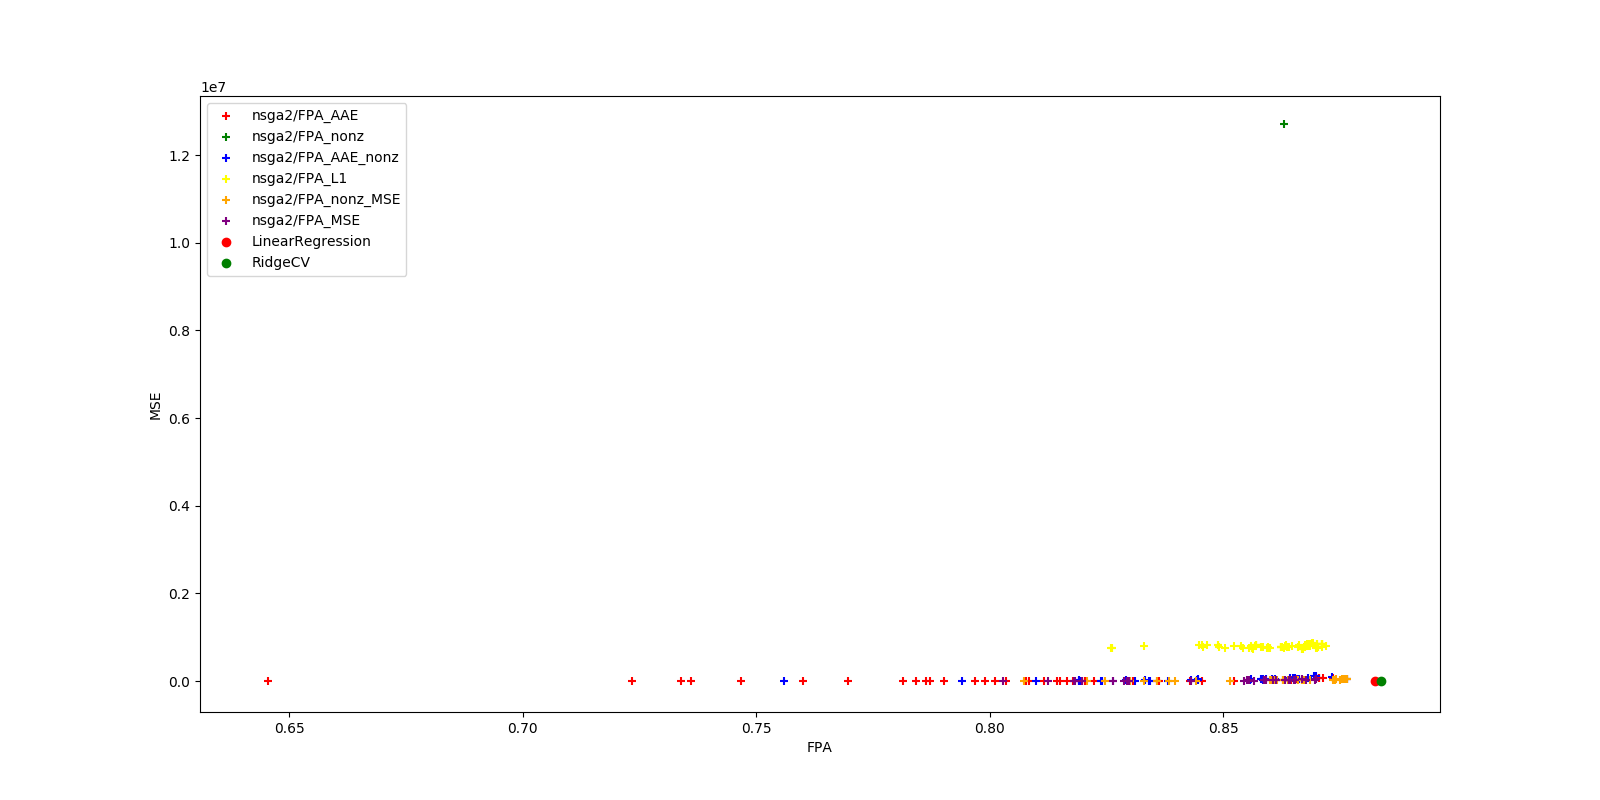 1e7
nsga2/FPA_AAE
nsga2/FPA_nonz
nsga2/FPA_AAE_nonz
nsga2/FPA_L1
nsga2/FPA_nonz_MSE
nsga2/FPA_MSE
LinearRegression
RidgeCV
1.2
1.0
0.8
0.6
0.4
0.2
0.0
MSE
0.65 0.70 0.75 0.80 0.85
FPA